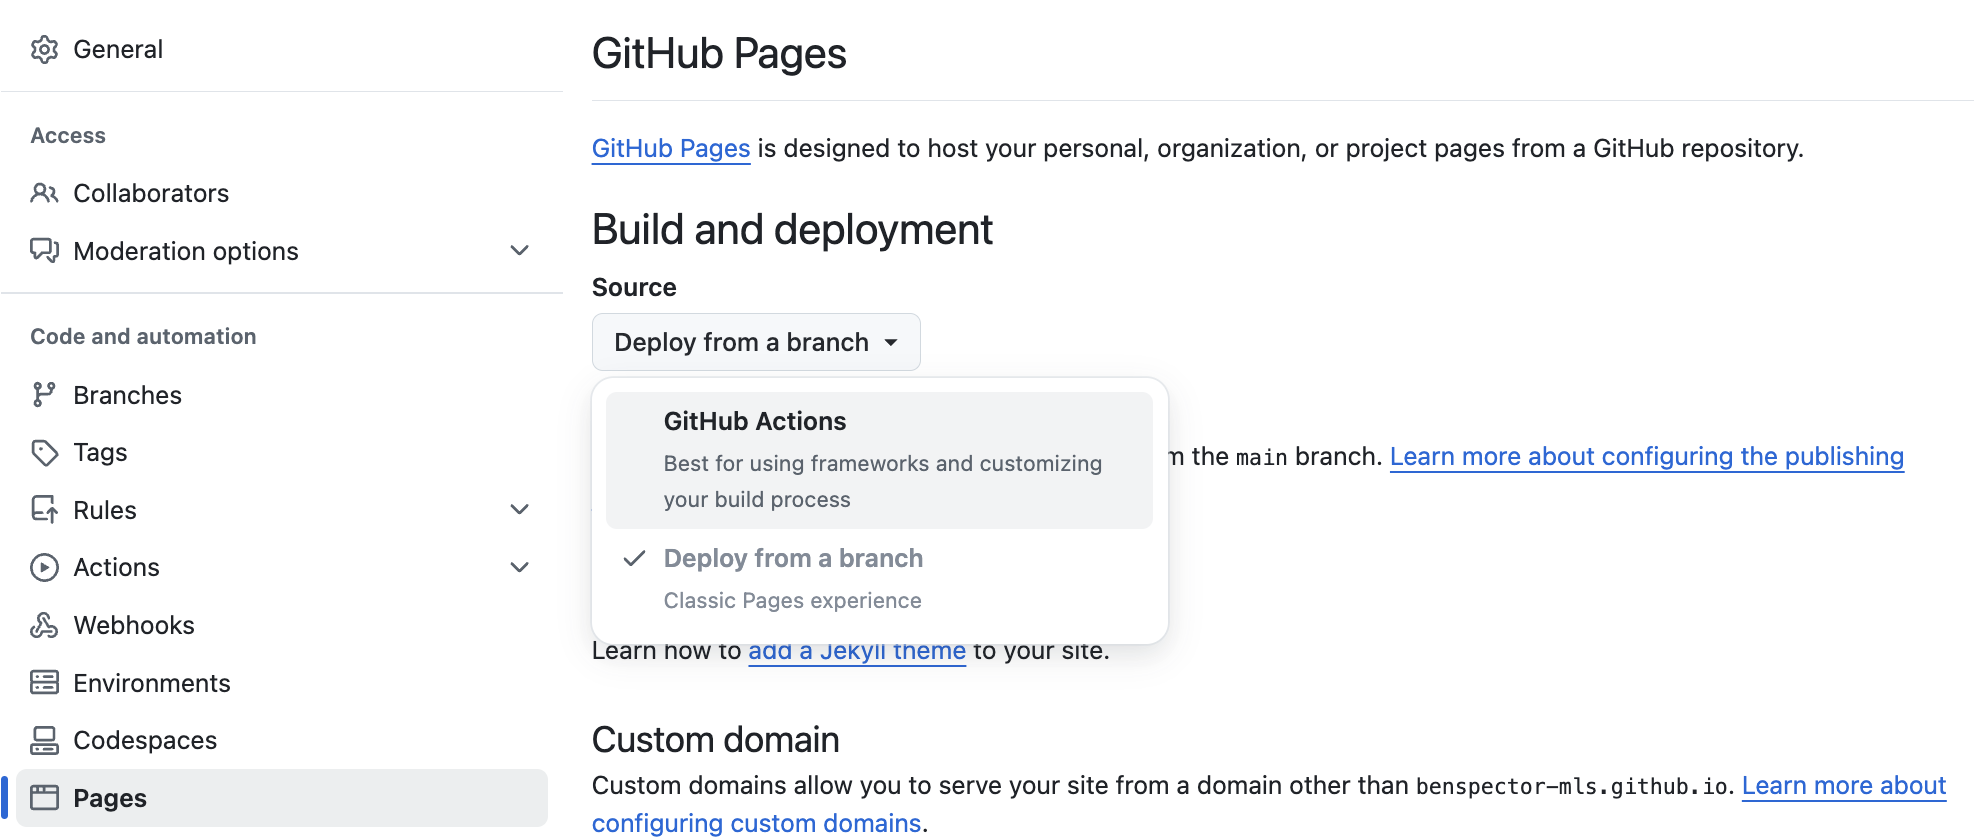 General
Access
Collaborators
Moderation options
Code and automation
Branches
Tags
Rules
Actions
Webhooks
Environments
Codespaces
Pages
GitHub Pages
GitHub Pages is designed to host your personal, organization, or project pages from a GitHub repository.
Build and deployment
Source
Deploy from a branch
GitHub Actions
Best for using frameworks and customizing
your build process
Deploy from a branch
Classic Pages experience
the main branch. Learn more about configuring the publishing
Learn how to add a Jekyll theme to your site.
Custom domain
Custom domains allow you to serve your site from a domain other than benspector-mls.github.io. Learn more about
configuring custom domains.